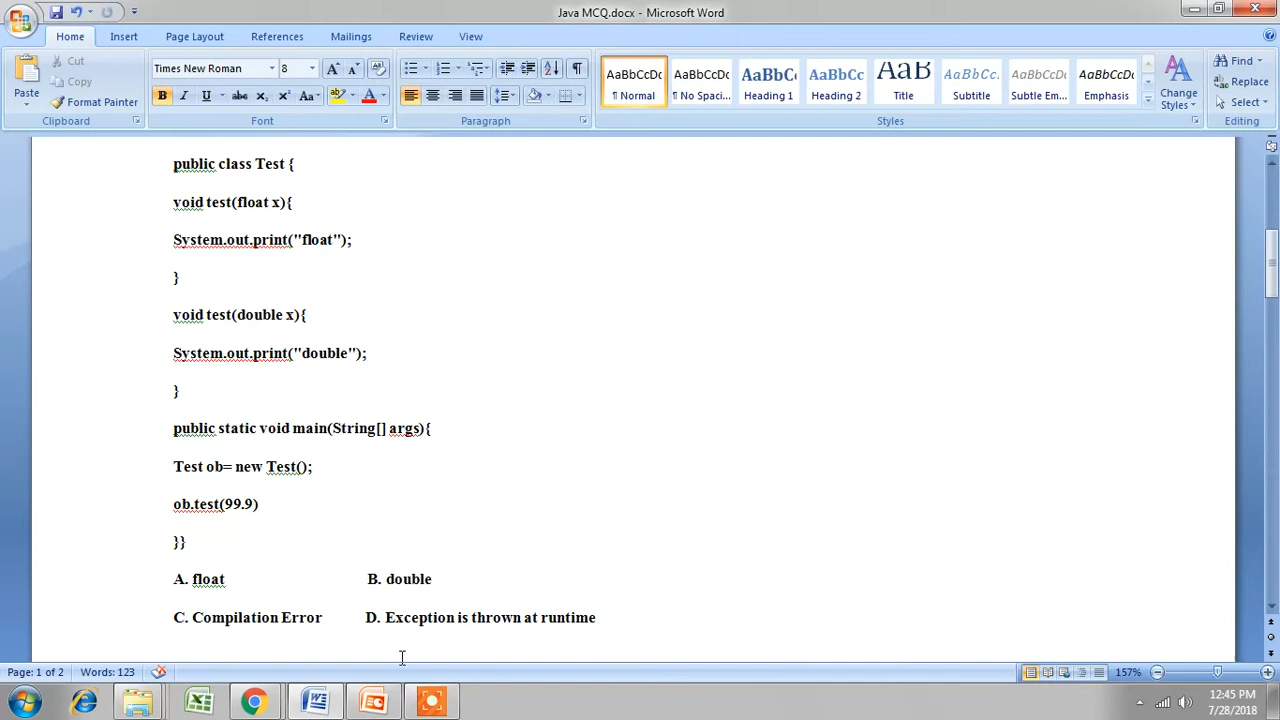 Java MCQ.docx - Microsoft Word
Home Insert Page Layout References Mailings Review View
Paste
Cut
Copy
Format Painter
Clipboard
Times New Roman 8
Font
Paragraph
AaBbCcDc AaBbCcDc AaBbCc AaBbCc AaB AaBbCc. AaBbCcDc AaBbCcDc
¶ Normal ¶ No Spaci... Heading 1 Heading 2 Title Subtitle Subtle Em... Emphasis
Change Styles
Styles
Find
Replace
Select
Editing
public class Test {
void test(float x){
System.out.print("float");
}
void test(double x){
System.out.print("double");
}
public static void main(String[] args){
Test ob= new Test();
ob.test(99.9)
}}
A. float B. double
C. Compilation Error D. Exception is thrown at runtime
Page: 1 of 2 Words: 123 157%
12:45 PM
7/28/2018